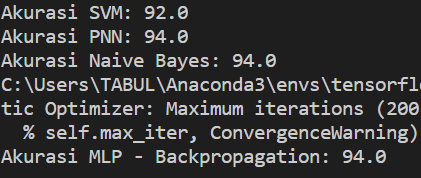 Akurasi SVM: 92.0
Akurasi PNN: 94.0
Akurasi Naive Bayes: 94.0
C:\Users\TABUL\Anaconda3\envs\tensorfl
tic Optimizer: Maximum iterations (200
% self.max_iter, ConvergenceWarning)
Akurasi MLP - Backpropagation: 94.0